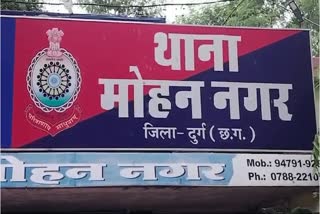 थाना
मोहन नगर
जिला- दुर्ग ( छ.ग. )
मोहन नगर
Mob.: 94791-92
Ph.: 0788-2210